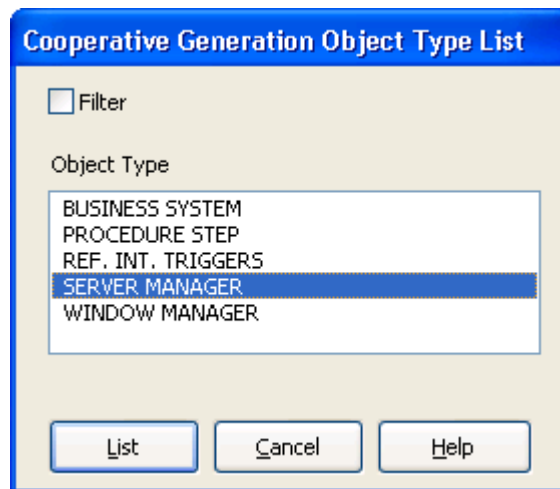 Cooperative Generation Object Type List
Filter
Object Type
BUSINESS SYSTEM
PROCEDURE STEP
REF. INT. TRIGGERS
SERVER MANAGER
WINDOW MANAGER
List Cancel Help